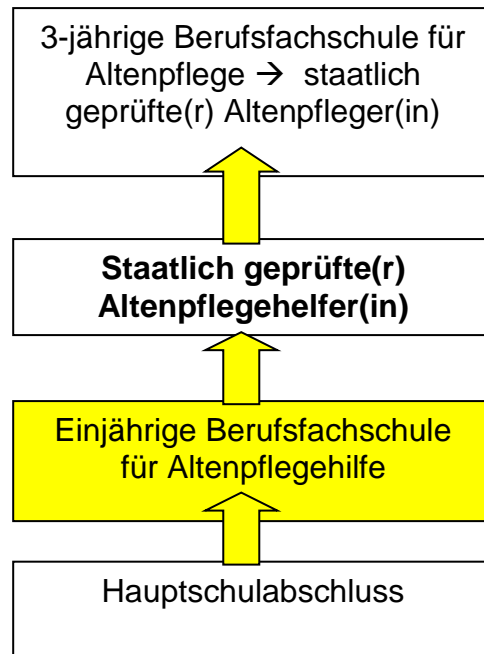 3-jährige Berufsfachschule für
Altenpflege → staatlich
geprüfte(r) Altenpfleger(in)
Staatlich geprüfte(r)
Altenpflegehelfer(in)
Einjährige Berufsfachschule
für Altenpflegehilfe
Hauptschulabschluss